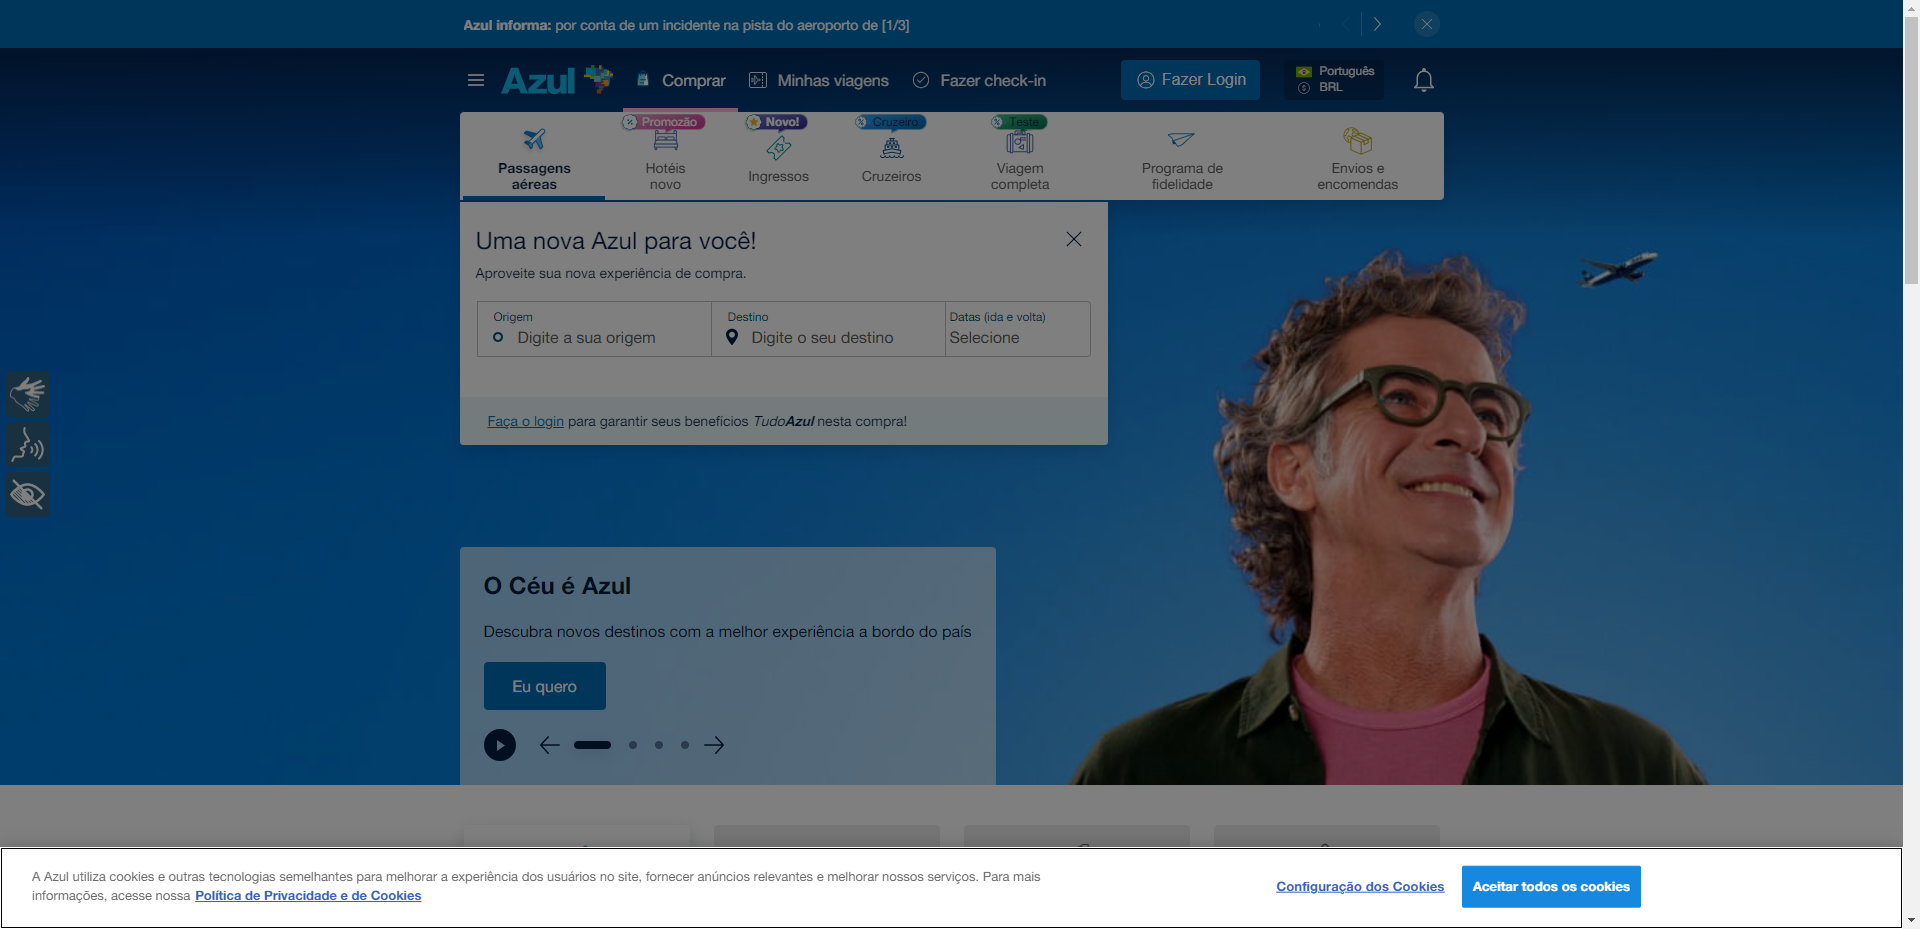 Azul informa: por conta de um incidente na pista do aeroporto de [1/3]
Azul
Comprar
Minhas viagens
Fazer check-in
Fazer Login
Português
BRL
Promozão
Novo!
Cruzeiro
Teste
Passagens
aéreas
Hotéis
novo
Ingressos
Cruzeiros
Viagem
completa
Programa de
fidelidade
Envios e
encomendas
Uma nova Azul para você!
Aproveite sua nova experiência de compra.
Origem
Digite a sua origem
Destino
Digite o seu destino
Datas (ida e volta)
Selecione
Faça o login para garantir seus benefícios TudoAzul nesta compra!
O Céu é Azul
Descubra novos destinos com a melhor experiência a bordo do país
Eu quero
A Azul utiliza cookies e outras tecnologias semelhantes para melhorar a experiência dos usuários no site, fornecer anúncios relevantes e melhorar nossos serviços. Para mais
informações, acesse nossa Política de Privacidade e de Cookies
Configuração dos Cookies
Aceitar todos os cookies